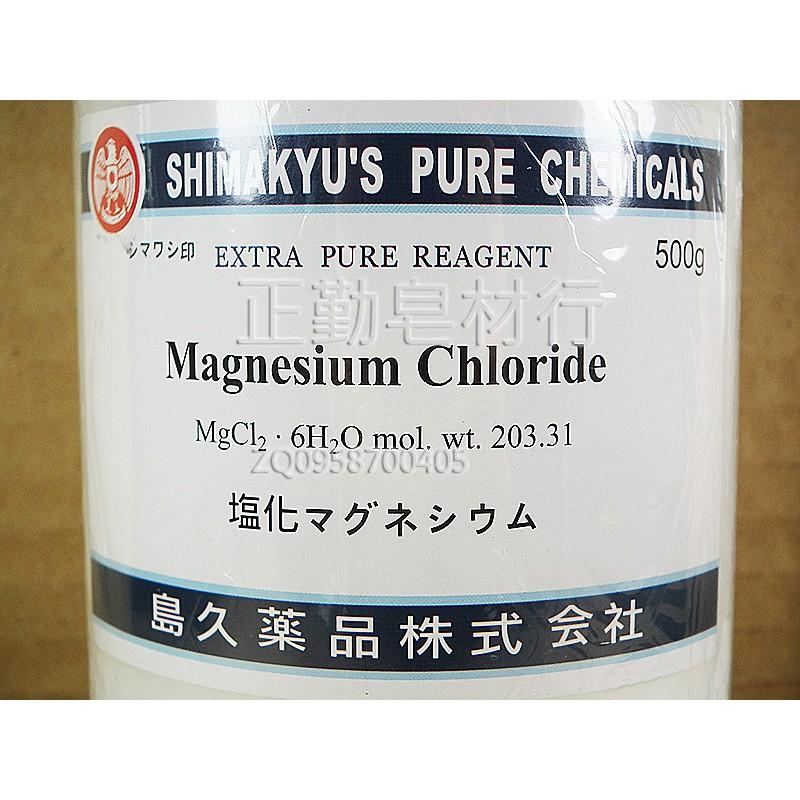 SHIMAKYU'S PURE CHEMICALS
シマワシ印 EXTRA PURE REAGENT 500g
正勤皂材行
Magnesium Chloride
MgCl₂ · 6H₂O mol. wt. 203.31
ZQ0958700405
塩化マグネシウム
島久薬品株式会社